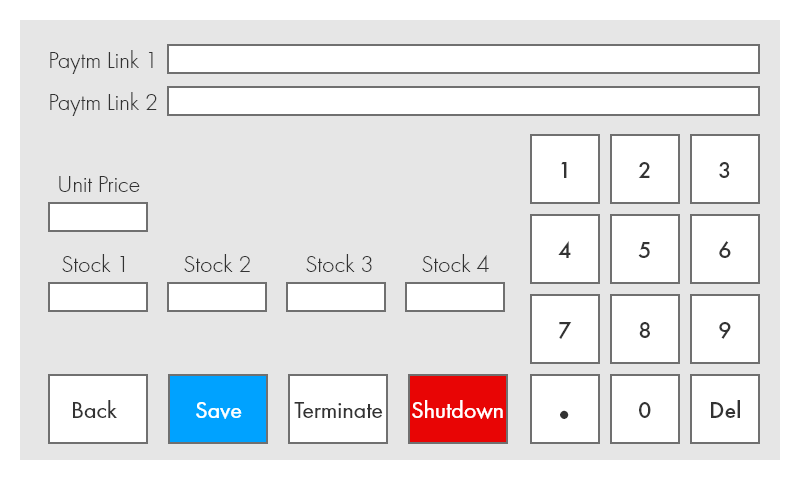 Paytm Link 1
Paytm Link 2
Unit Price
Stock 1 Stock 2 Stock 3 Stock 4
1 2 3
4 5 6
7 8 9
. 0 Del
Back Save Terminate Shutdown